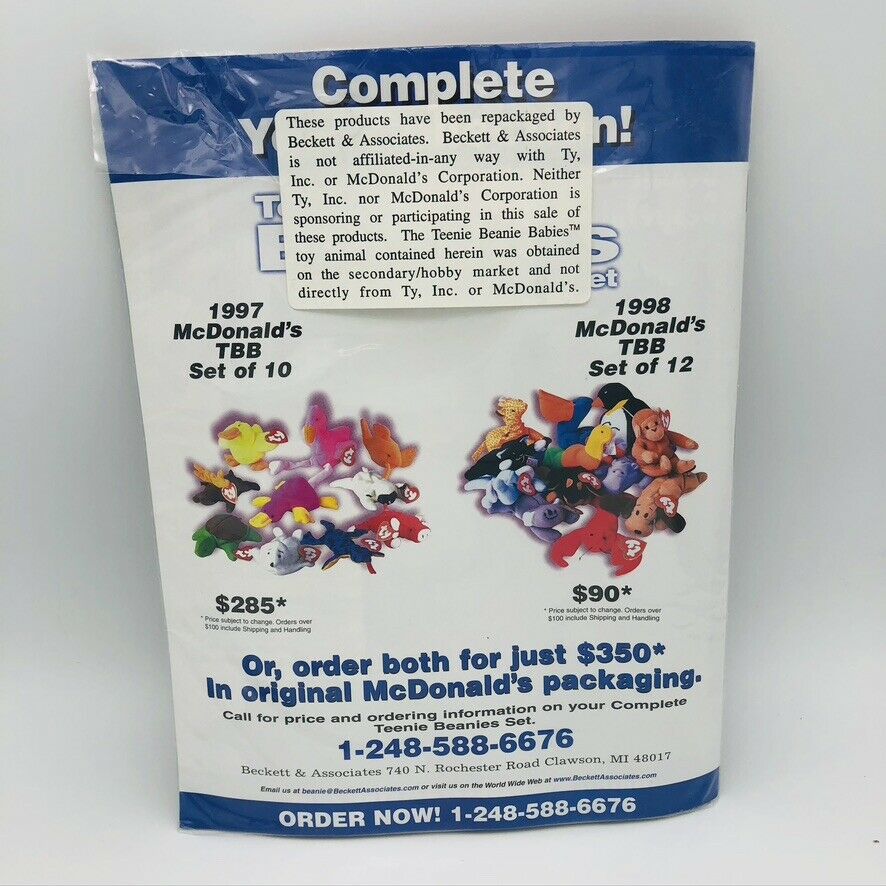 Complete
Y n!
These products have been repackaged by
Beckett & Associates. Beckett & Associates
is not affiliated-in-any way with Ty,
Inc. or McDonald's Corporation. Neither
Ty, Inc. nor McDonald's Corporation is
sponsoring or participating in this sale of
these products. The Teenie Beanie Babies™
toy animal contained herein was obtained
on the secondary/hobby market and not
directly from Ty, Inc. or McDonald's.
et
1997
McDonald's
TBB
Set of 10
1998
McDonald's
TBB
Set of 12
$285*
* Price subject to change. Orders over
$100 include Shipping and Handling
$90*
* Price subject to change. Orders over
$100 include Shipping and Handling
Or, order both for just $350*
In original McDonald's packaging.
Call for price and ordering information on your Complete
Teenie Beanies Set.
1-248-588-6676
Beckett & Associates 740 N. Rochester Road Clawson, MI 48017
Email us at beanie@BeckettAssociates.com or visit us on the World Wide Web at www.BeckettAssociates.com
ORDER NOW! 1-248-588-6676